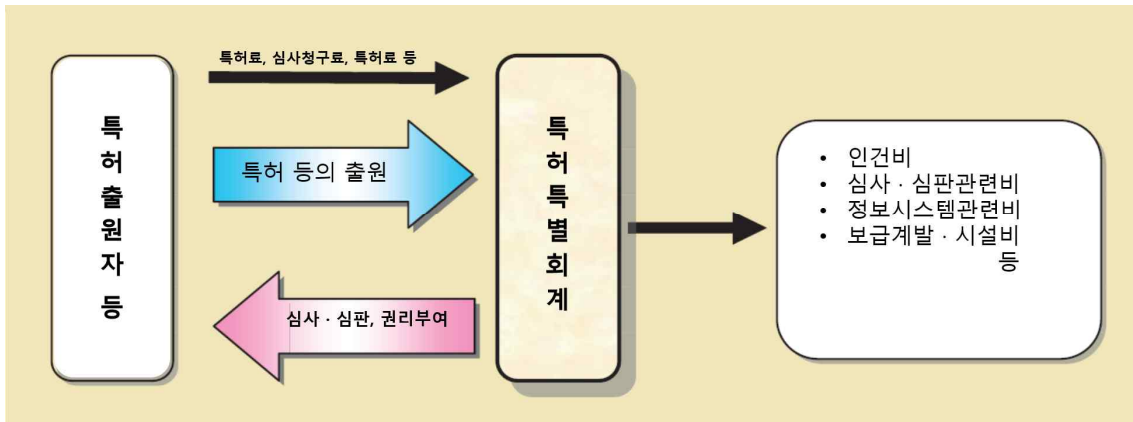 특허출원자 등
특허료, 심사청구료, 특허료 등
특허 등의 출원
심사 · 심판, 권리부여
특허특별회계
• 인건비
• 심사 · 심판관련비
• 정보시스템관련비
• 보급계발 · 시설비
등